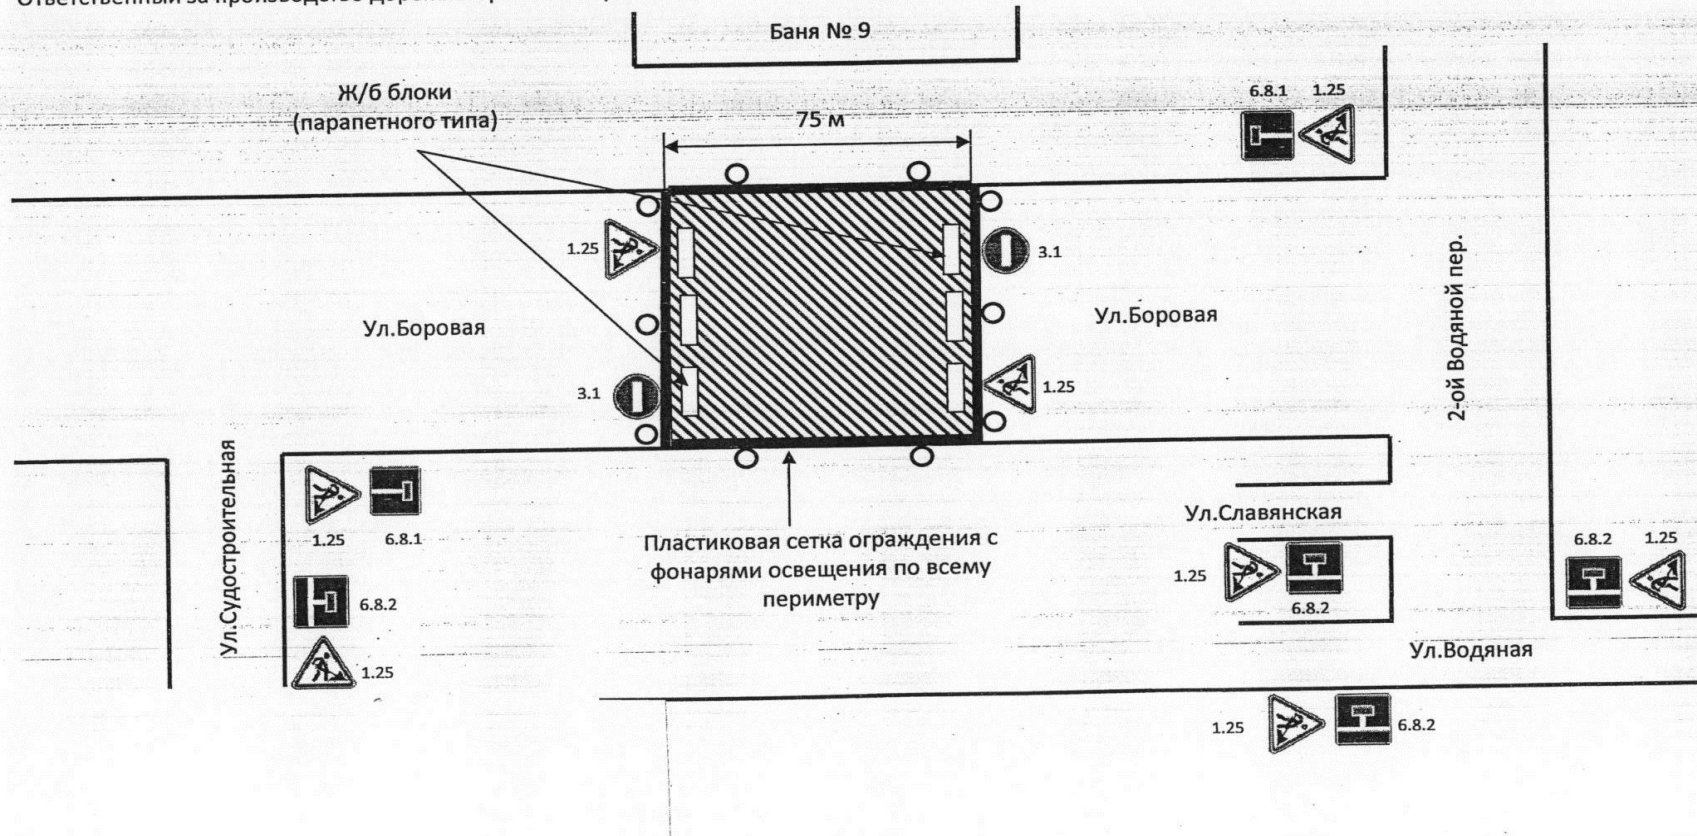 Баня № 9
Ж/б блоки
(парапетного типа)
75 м
6.8.1 1.25
1.25
3.1
Ул.Боровая
Ул.Боровая
2-ой Водяной пер.
3.1
1.25
Ул.Судостроительная
1.25 6.8.1
6.8.2
1.25
Пластиковая сетка ограждения с
фонарями освещения по всему
периметру
Ул.Славянская
1.25
6.8.2
6.8.2 1.25
Ул.Водяная
1.25
6.8.2